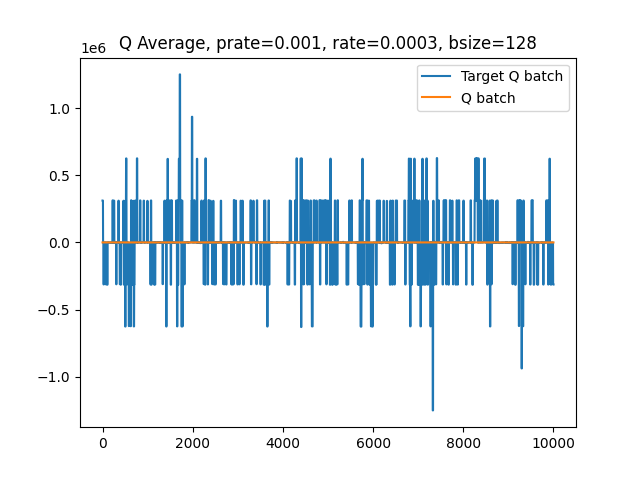 Q Average, prate=0.001, rate=0.0003, bsize=128
1e6
Target Q batch
Q batch
1.0
0.5
0.0
−0.5
−1.0
0 2000 4000 6000 8000 10000